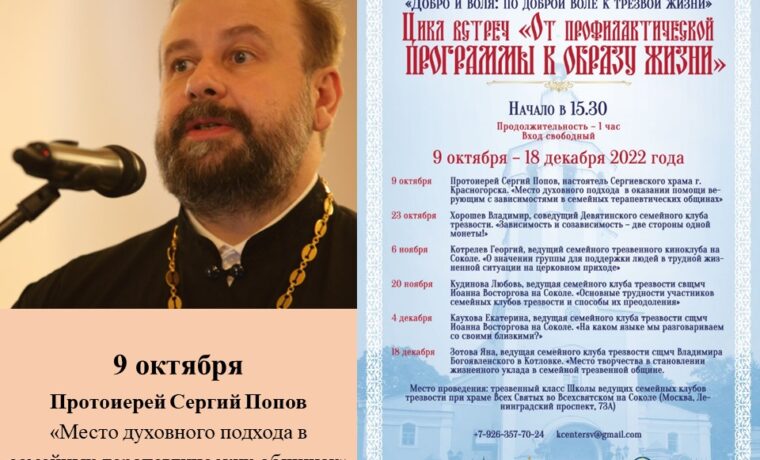 9 октября
Протоиерей Сергий Попов
«Место духовного подхода в
семейных терапевтических общинах»
«Добро и воля: по доброй воле к трезвой жизни»
Цикл встреч «От профилактической
программы к образу жизни»
Начало в 15.30
Продолжительность – 1 час
Вход свободный
9 октября – 18 декабря 2022 года
9 октября Протоиерей Сергий Попов, настоятель Сергиевского храма г.
Красногорска. «Место духовного подхода в оказании помощи ве-
рующим с зависимостями в семейных терапевтических общинах»
23 октября Хорошев Владимир, соведущий Девятинского семейного клуба
трезвости. «Зависимость и созависимость – две стороны одной
монеты!»
6 ноября Котрелев Георгий, ведущий семейного трезвенного киноклуба на
Соколе. «О значении группы для поддержки людей в трудной жиз-
ненной ситуации на церковном приходе»
20 ноября Кудинова Любовь, ведущая семейного клуба трезвости свщмч
Иоанна Восторгова на Соколе. «Основные трудности участников
семейных клубов трезвости и способы их преодоления»
4 декабря Каухова Екатерина, ведущая семейного клуба трезвости сщмч
Иоанна Восторгова на Соколе. «На каком языке мы разговариваем
со своими близкими?»
18 декабря Зотова Яна, ведущая семейного клуба трезвости сщмч Владимира
Богоявленского в Котловке. «Место творчества в становлении
жизненного уклада в семейной трезвенной общине.
Место проведения: трезвенный класс Школы ведущих семейных клубов
трезвости при храме Всех Святых во Всехсвятском на Соколе (Москва, Ле-
нинградский проспект, 73А)
+7-926-357-70-24 kcentersv@gmail.com